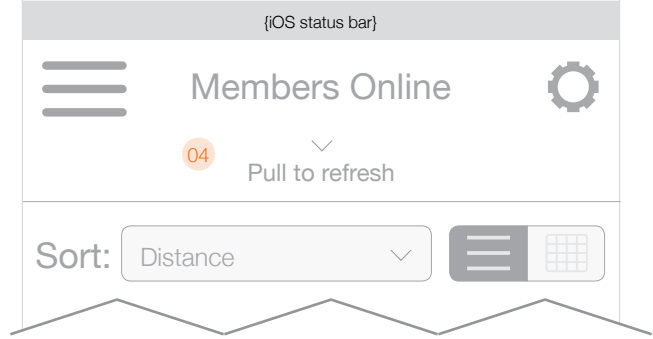 {iOS status bar}
Members Online
04
Pull to refresh
Sort: Distance